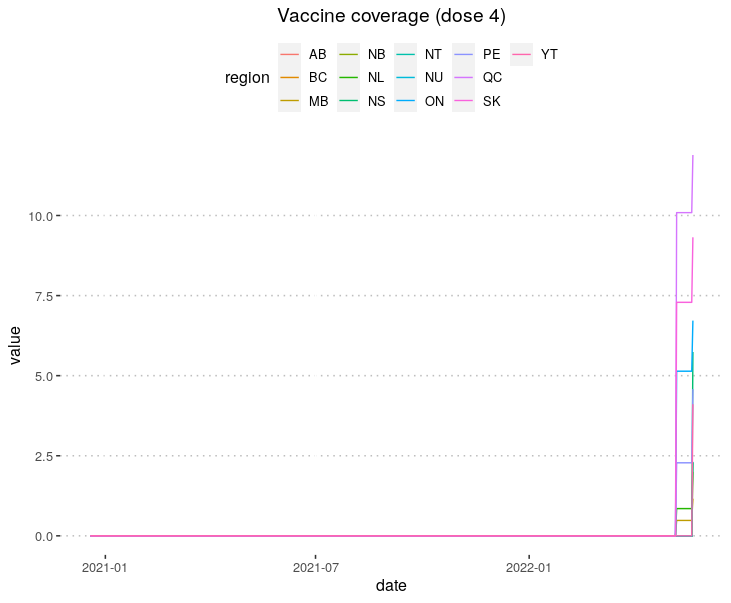 Vaccine coverage (dose 4)
AB NB NT PE YT
region BC NL NU QC
MB NS ON SK
10.0
7.5
5.0
2.5
0.0
value
2021-01 2021-07 2022-01
date